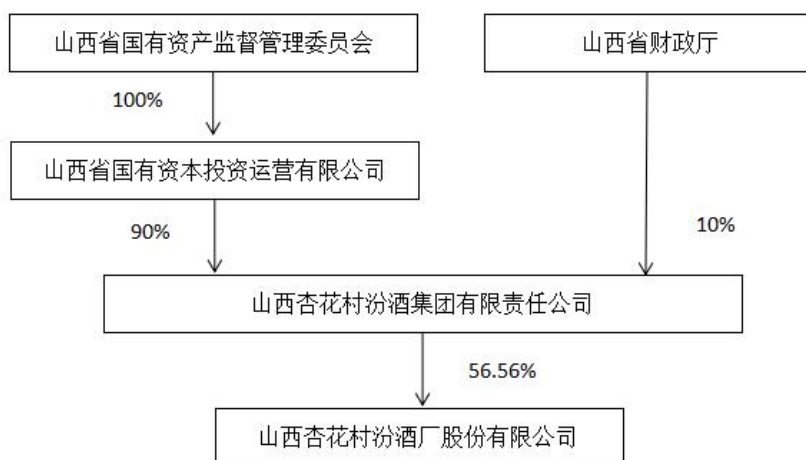 山西省国有资产监督管理委员会
山西省财政厅
100%
山西省国有资本投资运营有限公司
90%
10%
山西杏花村汾酒集团有限责任公司
56.56%
山西杏花村汾酒厂股份有限公司